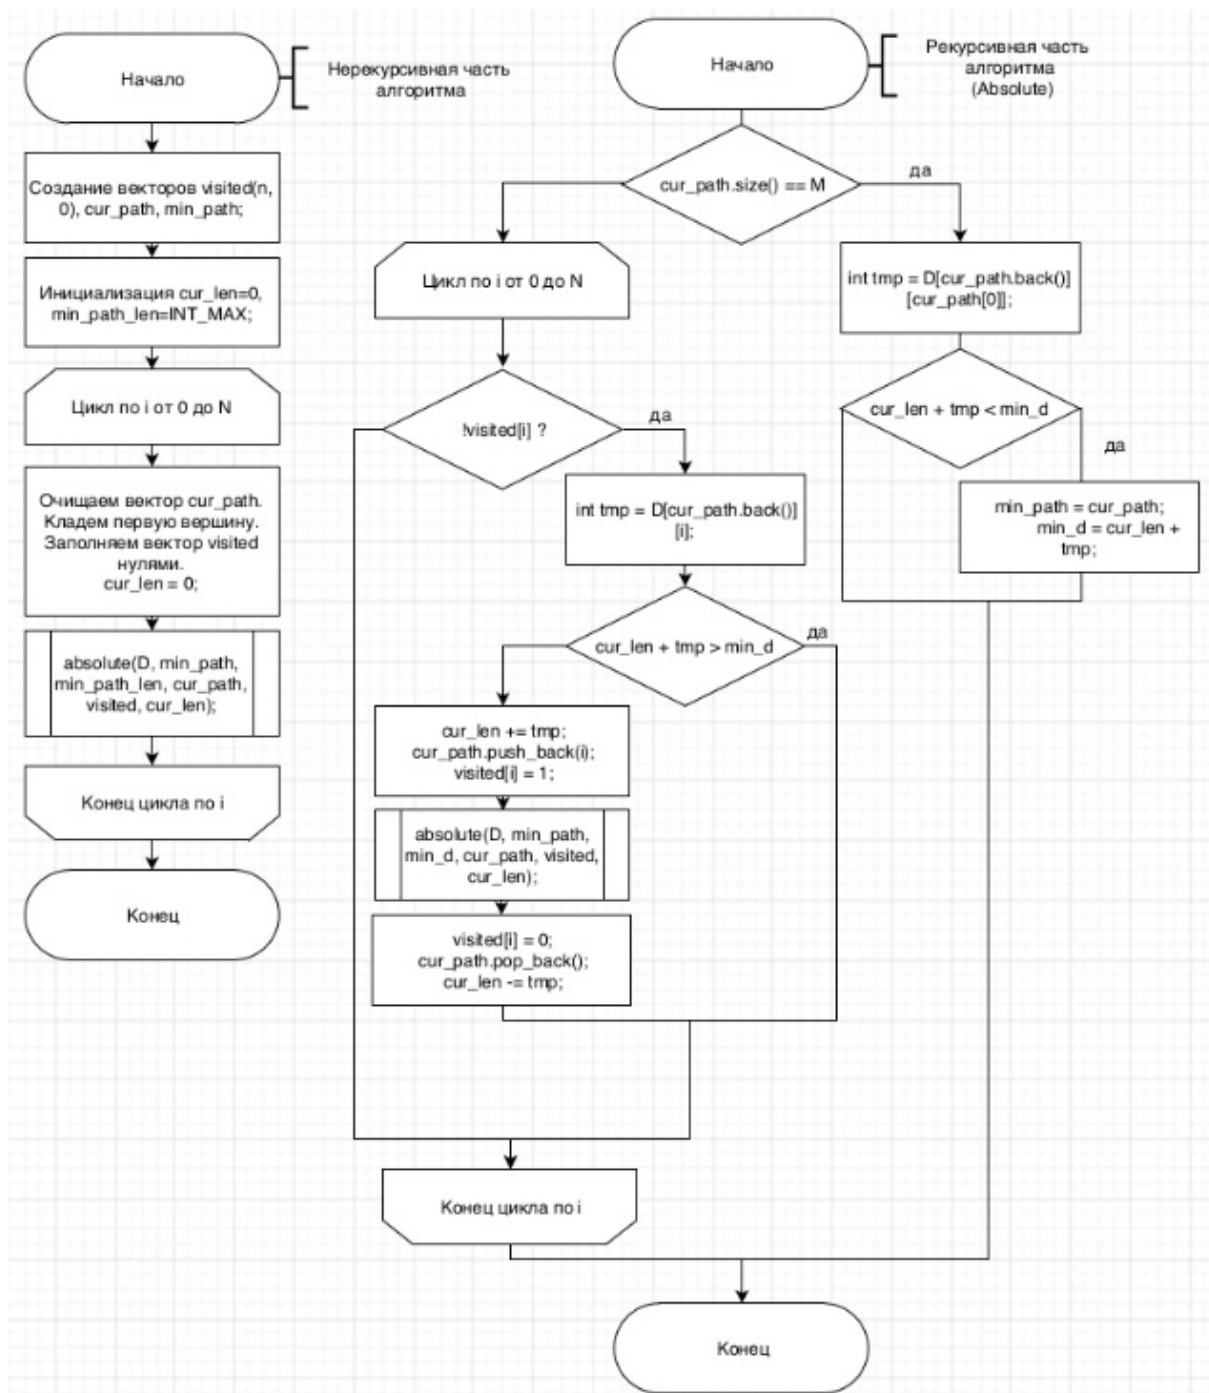 Начало
Нерекурсивная часть
алгоритма
Создание векторов visited(n,
0), cur_path, min_path;
Инициализация cur_len=0,
min_path_len=INT_MAX;
Цикл по i от 0 до N
Очищаем вектор cur_path.
Кладем первую вершину.
Заполняем вектор visited
нулями.
cur_len = 0;
absolute(D, min_path,
min_path_len, cur_path,
visited, cur_len);
Конец цикла по i
Конец
Начало
Рекурсивная часть
алгоритма
(Absolute)
cur_path.size() == M
да
Цикл по i от 0 до N
!visited[i] ?
да
int tmp = D[cur_path.back()]
[i];
cur_len + tmp > min_d
да
cur_len += tmp;
cur_path.push_back(i);
visited[i] = 1;
absolute(D, min_path,
min_d, cur_path, visited,
cur_len);
visited[i] = 0;
cur_path.pop_back();
cur_len -= tmp;
Конец цикла по i
int tmp = D[cur_path.back()]
[cur_path[0]];
cur_len + tmp < min_d
да
min_path = cur_path;
min_d = cur_len +
tmp;
Конец